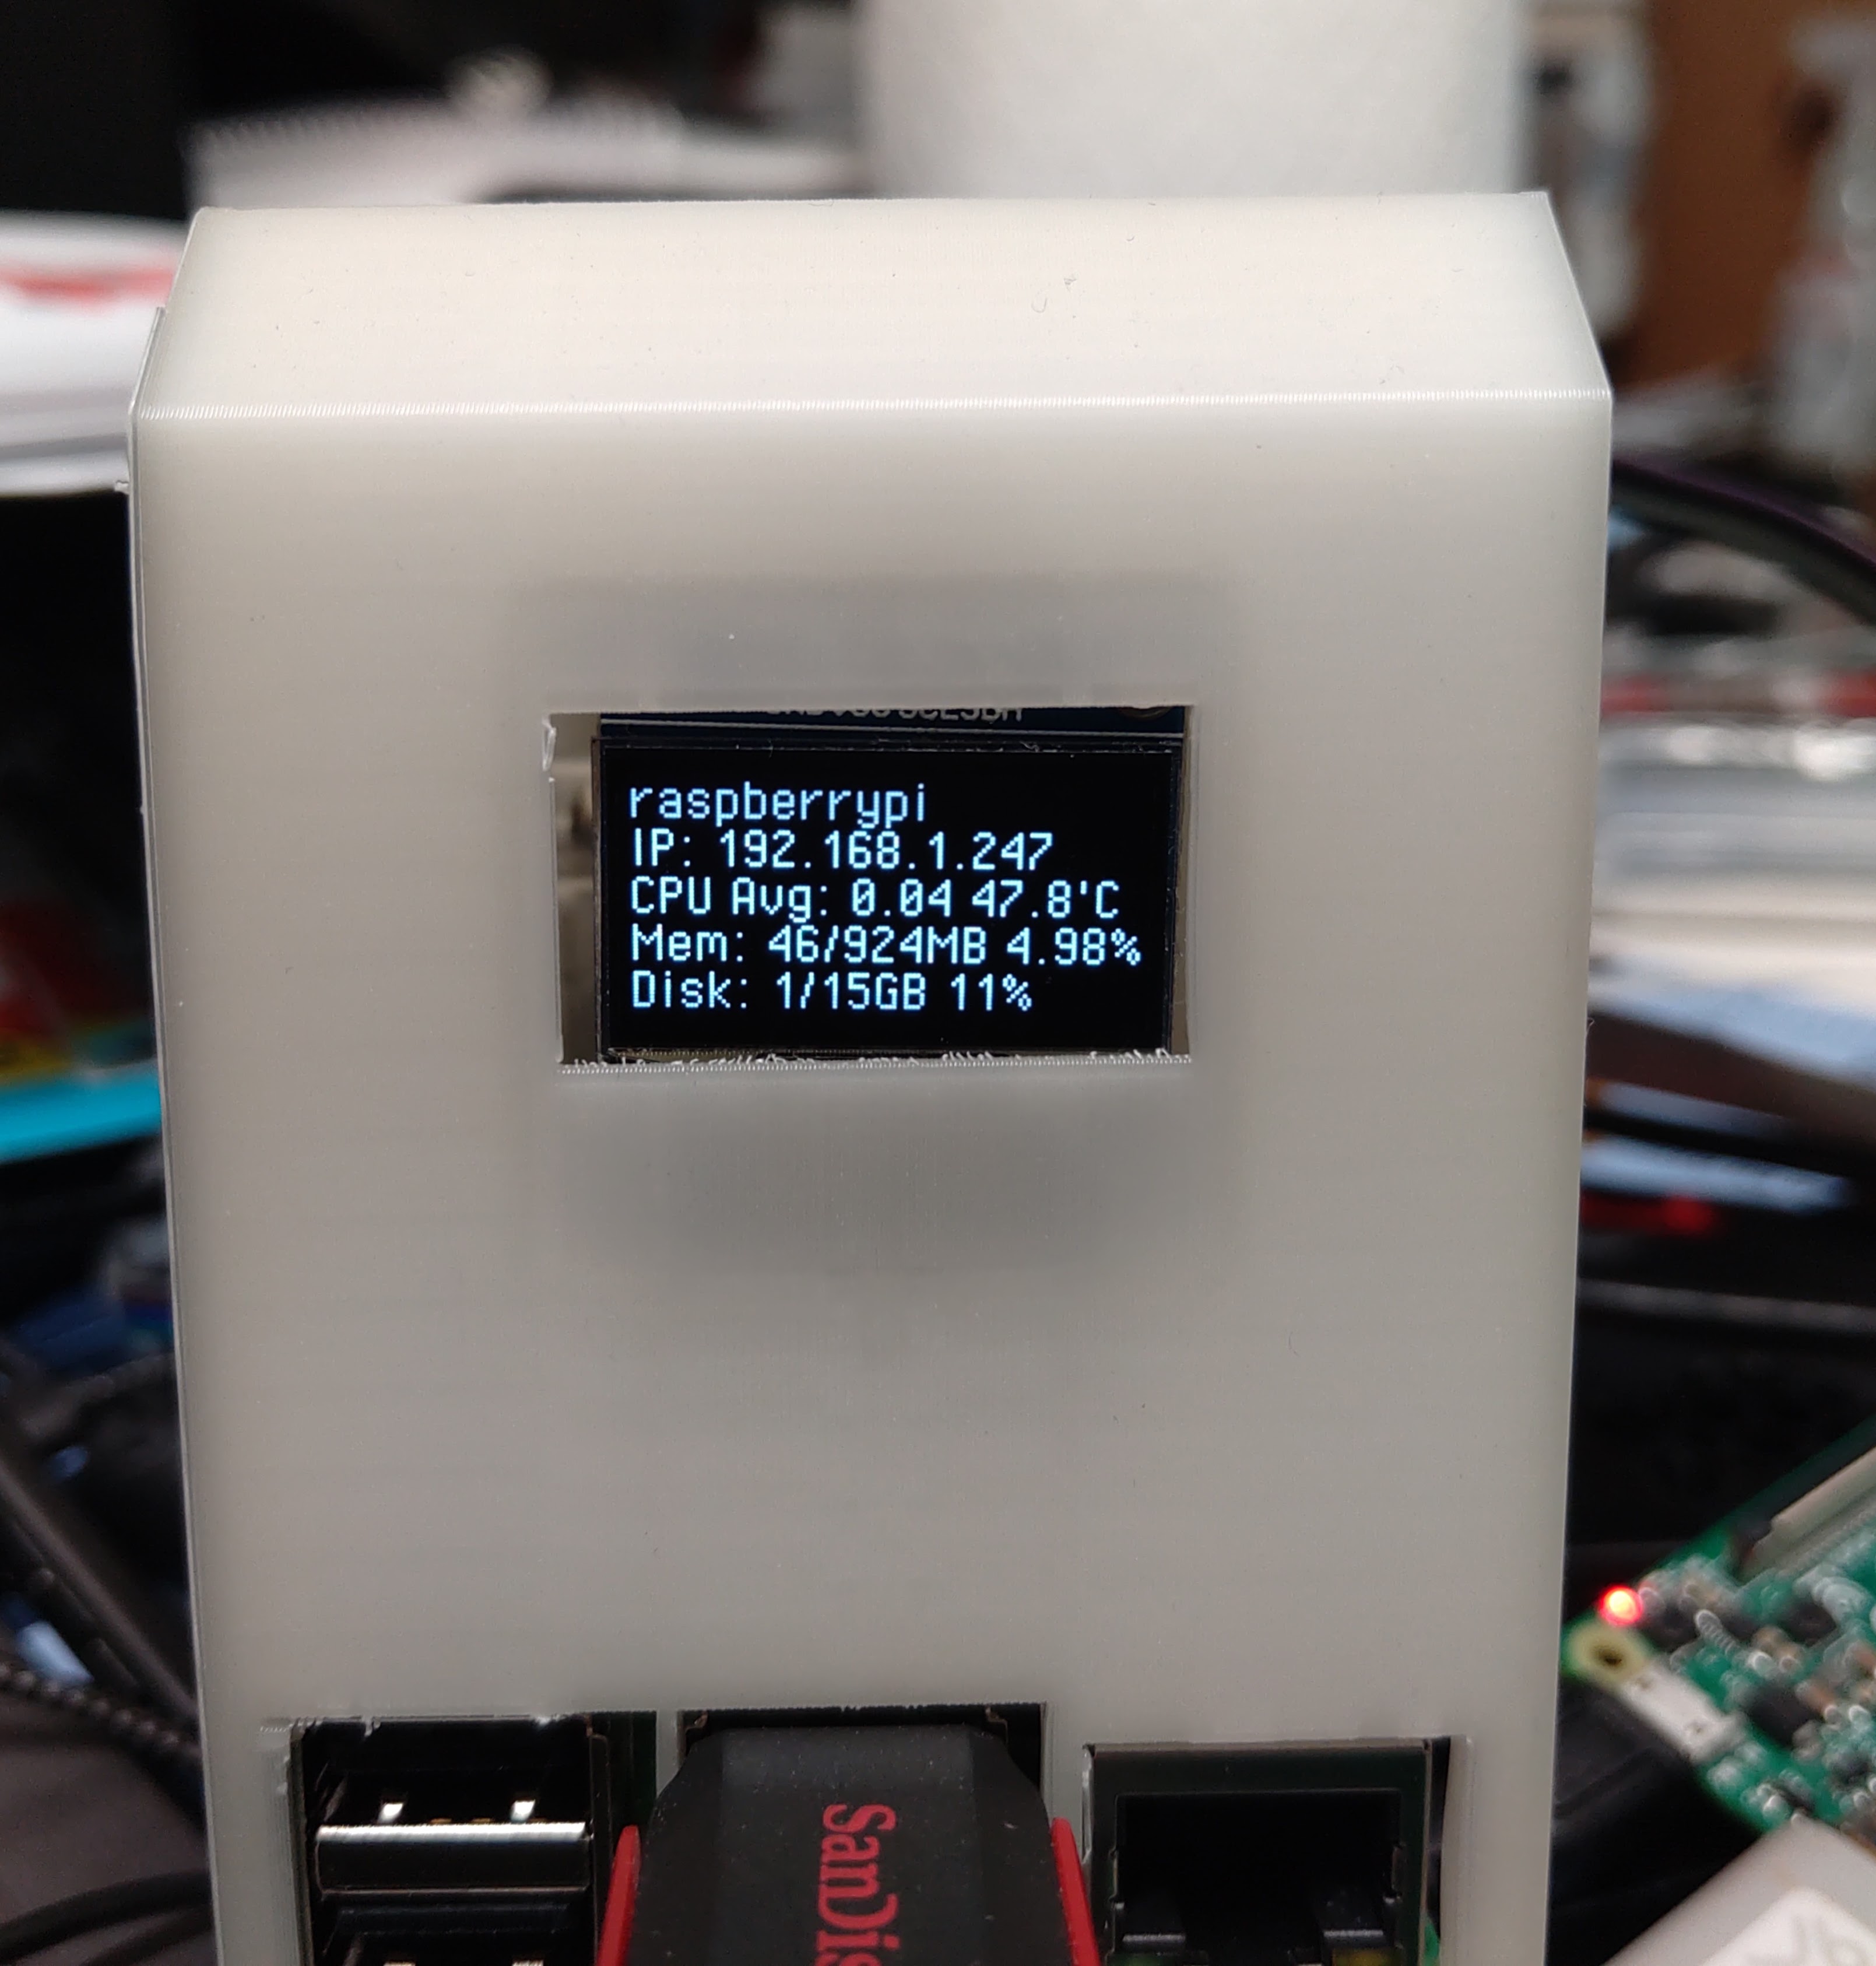 raspberrypi
IP: 192.168.1.247
CPU Avg: 0.04 47.8'C
Mem: 46/924MB 4.98%
Disk: 1/15GB 11%
SanDis